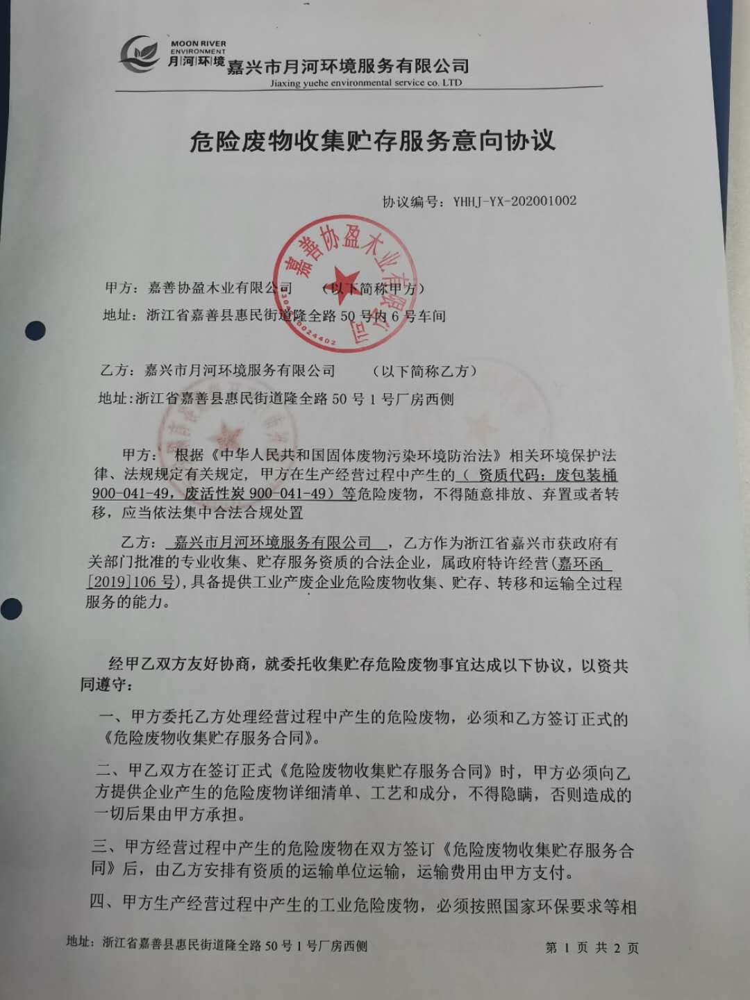 MOON RIVER
ENVIRONMENT
月河环境
嘉兴市月河环境服务有限公司
Jiaxing yuehe environmental service co. LTD
危险废物收集贮存服务意向协议
协议编号：YHHJ-YX-202001002
嘉善协盈木业有限公司
甲方：嘉善协盈木业有限公司 （以下简称甲方）
地址：浙江省嘉善县惠民街道隆全路 50 号内 6 号车间
乙方：嘉兴市月河环境服务有限公司 （以下简称乙方）
地址:浙江省嘉善县惠民街道隆全路 50 号 1 号厂房西侧
甲方： 根据《中华人民共和国固体废物污染环境防治法》相关环境保护法
律、法规规定有关规定, 甲方在生产经营过程中产生的（ 资质代码：废包装桶
900-041-49，废活性炭 900-041-49）等危险废物，不得随意排放、弃置或者转
移，应当依法集中合法合规处置
乙方： 嘉兴市月河环境服务有限公司 ，乙方作为浙江省嘉兴市获政府有
关部门批准的专业收集、贮存服务资质的合法企业，属政府特许经营(嘉环函
[2019]106 号),具备提供工业产废企业危险废物收集、贮存、转移和运输全过程
服务的能力。
经甲乙双方友好协商，就委托收集贮存危险废物事宜达成以下协议，以资共
同遵守：
一、甲方委托乙方处理经营过程中产生的危险废物，必须和乙方签订正式的
《危险废物收集贮存服务合同》。
二、甲乙双方在签订正式《危险废物收集贮存服务合同》时，甲方必须向乙
方提供企业产生的危险废物详细清单、工艺和成分，不得隐瞒，否则造成的
一切后果由甲方承担。
三、甲方经营过程中产生的危险废物在双方签订《危险废物收集贮存服务合
同》后，由乙方安排有资质的运输单位运输，运输费用由甲方支付。
四、甲方生产经营过程中产生的工业危险废物，必须按照国家环保要求等相
地址：浙江省嘉善县惠民街道隆全路 50 号 1 号厂房西侧
第 1 页 共 2 页